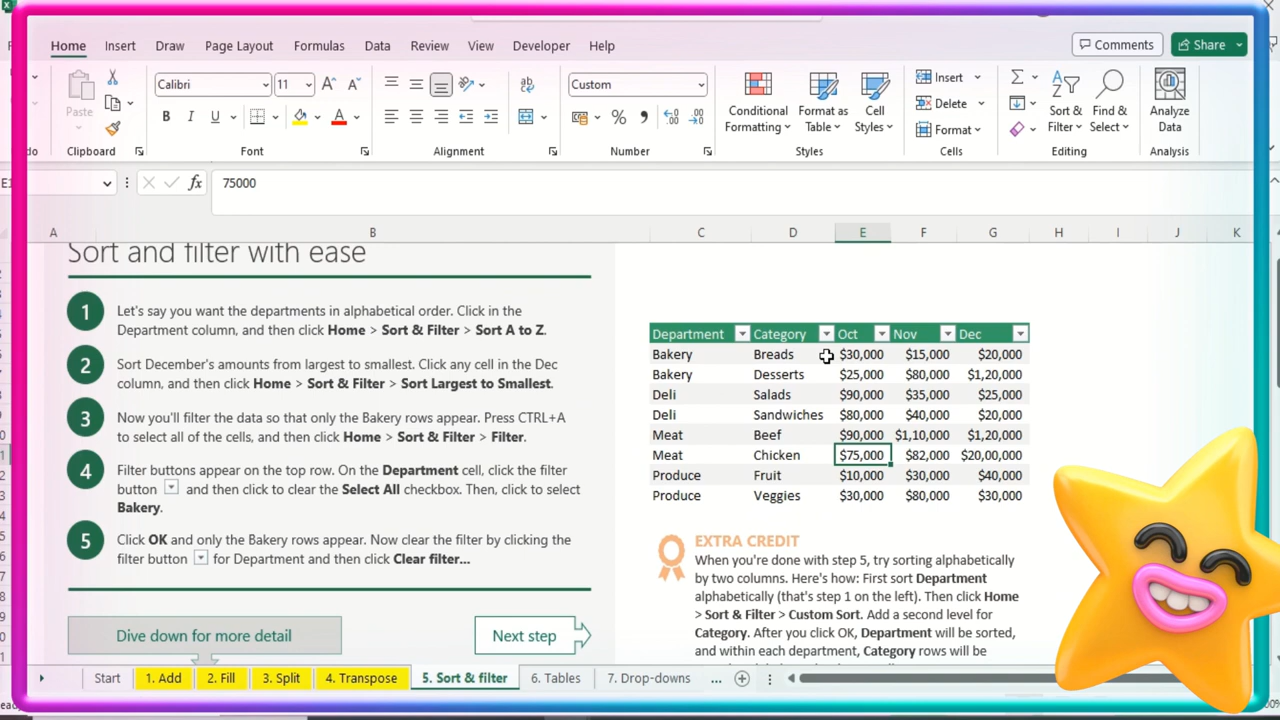 Home Insert Draw Page Layout Formulas Data Review View Developer Help Comments Share
Paste
Calibri 11
Custom
Conditional Formatting
Format as Table
Cell Styles
Insert
Delete
Format
Sort & Filter
Find & Select
Analyze Data
Clipboard Font Alignment Number Styles Cells Editing Analysis
fx 75000
A B C D E F G H I J K
Sort and filter with ease
1 Let's say you want the departments in alphabetical order. Click in the
Department column, and then click Home > Sort & Filter > Sort A to Z.
2 Sort December's amounts from largest to smallest. Click any cell in the Dec
column, and then click Home > Sort & Filter > Sort Largest to Smallest.
3 Now you'll filter the data so that only the Bakery rows appear. Press CTRL+A
to select all of the cells, and then click Home > Sort & Filter > Filter.
4 Filter buttons appear on the top row. On the Department cell, click the filter
button and then click to clear the Select All checkbox. Then, click to select
Bakery.
5 Click OK and only the Bakery rows appear. Now clear the filter by clicking the
filter button for Department and then click Clear filter...
Dive down for more detail
Next step
Department Category Oct Nov Dec
Bakery Breads $30,000 $15,000 $20,000
Bakery Desserts $25,000 $80,000 $1,20,000
Deli Salads $90,000 $35,000 $25,000
Deli Sandwiches $80,000 $40,000 $20,000
Meat Beef $90,000 $1,10,000 $1,20,000
Meat Chicken $75,000 $82,000 $20,00,000
Produce Fruit $10,000 $30,000 $40,000
Produce Veggies $30,000 $80,000 $30,000
EXTRA CREDIT
When you're done with step 5, try sorting alphabetically
by two columns. Here's how: First sort Department
alphabetically (that's step 1 on the left). Then click Home
> Sort & Filter > Custom Sort. Add a second level for
Category. After you click OK, Department will be sorted,
and within each department, Category rows will be
Start 1. Add 2. Fill 3. Split 4. Transpose 5. Sort & filter 6. Tables 7. Drop-downs ...